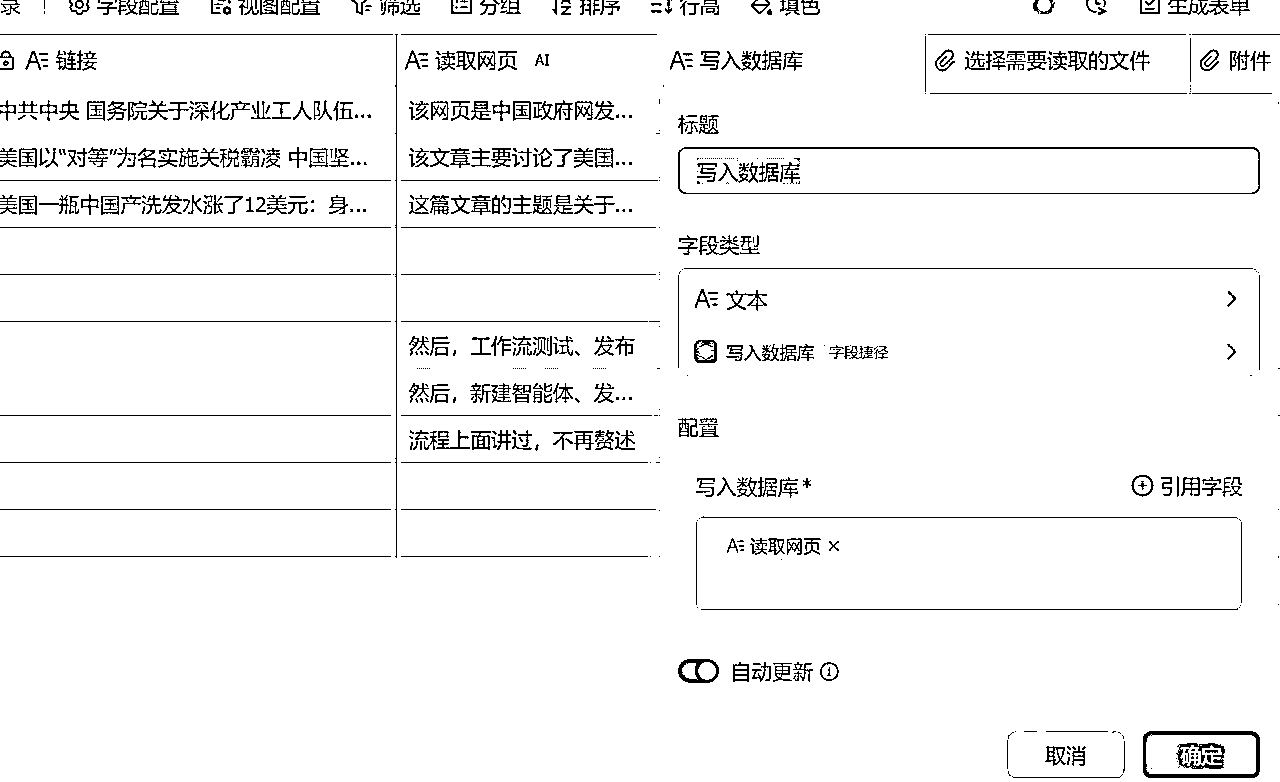 录 字段配置 视图配置 筛选 分组 排序 行高 填色 生成表单
链接 读取网页 AI 写入数据库 选择需要读取的文件 附件
中共中央 国务院关于深化产业工人队伍... 该网页是中国政府网发...
美国以“对等”为名实施关税霸凌 中国坚... 该文章主要讨论了美国...
美国一瓶中国产洗发水涨了12美元：身... 这篇文章的主题是关于...
然后，工作流测试、发布
然后，新建智能体、发...
流程上面讲过，不再赘述
标题
写入数据库
字段类型
文本
写入数据库 字段捷径
配置
写入数据库*
引用字段
读取网页 ×
自动更新
取消 确定